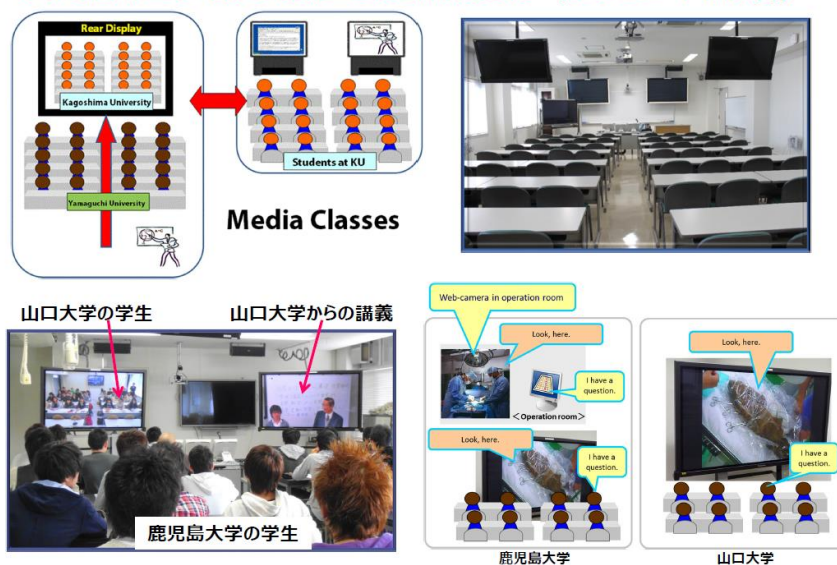 Rear Display
Kagoshima University
Yamaguchi University
Students at KU
Media Classes
山口大学の学生
山口大学からの講義
鹿児島大学の学生
Web-camera in operation room
Look, here.
I have a
question.
＜Operation room＞
Look, here.
I have a
question.
鹿児島大学
Look, here.
I have a
question.
山口大学